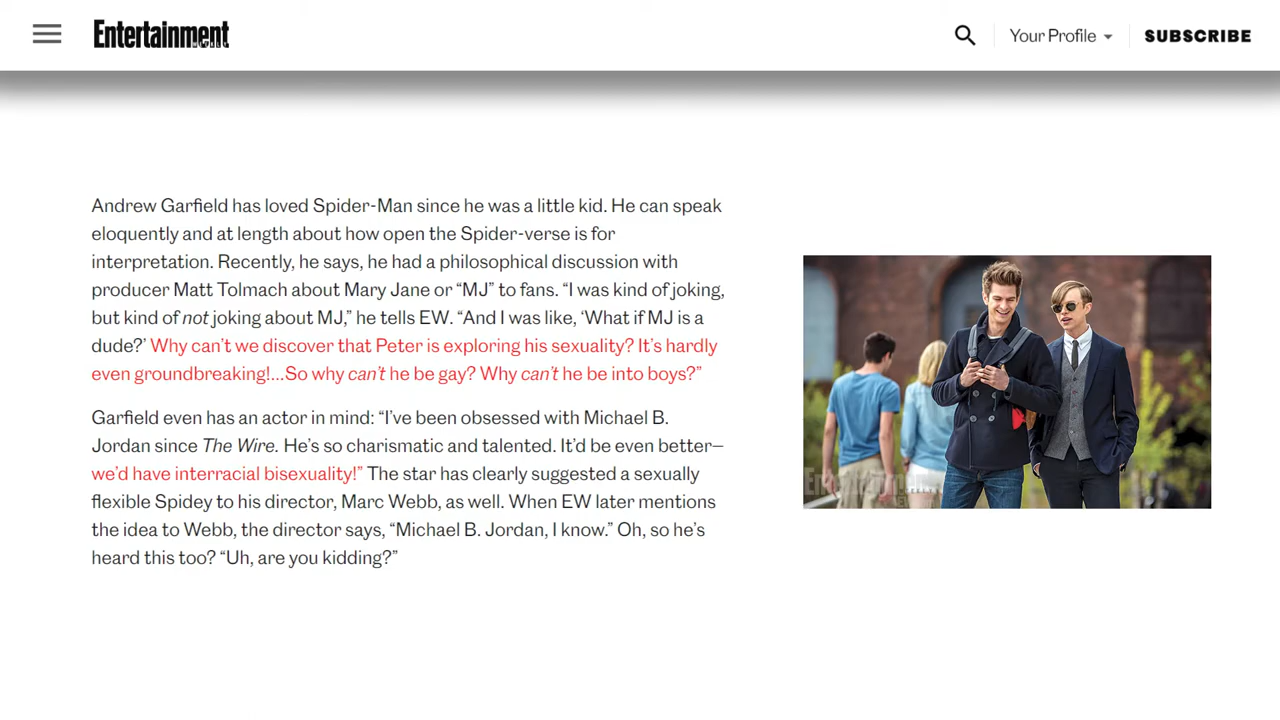 Entertainment
Your Profile
SUBSCRIBE
Andrew Garfield has loved Spider-Man since he was a little kid. He can speak
eloquently and at length about how open the Spider-verse is for
interpretation. Recently, he says, he had a philosophical discussion with
producer Matt Tolmach about Mary Jane or “MJ” to fans. “I was kind of joking,
but kind of not joking about MJ,” he tells EW. “And I was like, ‘What if MJ is a
dude?’ Why can’t we discover that Peter is exploring his sexuality? It’s hardly
even groundbreaking!…So why can’t he be gay? Why can’t he be into boys?”
Garfield even has an actor in mind: “I’ve been obsessed with Michael B.
Jordan since The Wire. He’s so charismatic and talented. It’d be even better—
we’d have interracial bisexuality!” The star has clearly suggested a sexually
flexible Spidey to his director, Marc Webb, as well. When EW later mentions
the idea to Webb, the director says, “Michael B. Jordan, I know.” Oh, so he’s
heard this too? “Uh, are you kidding?”
Entertainment